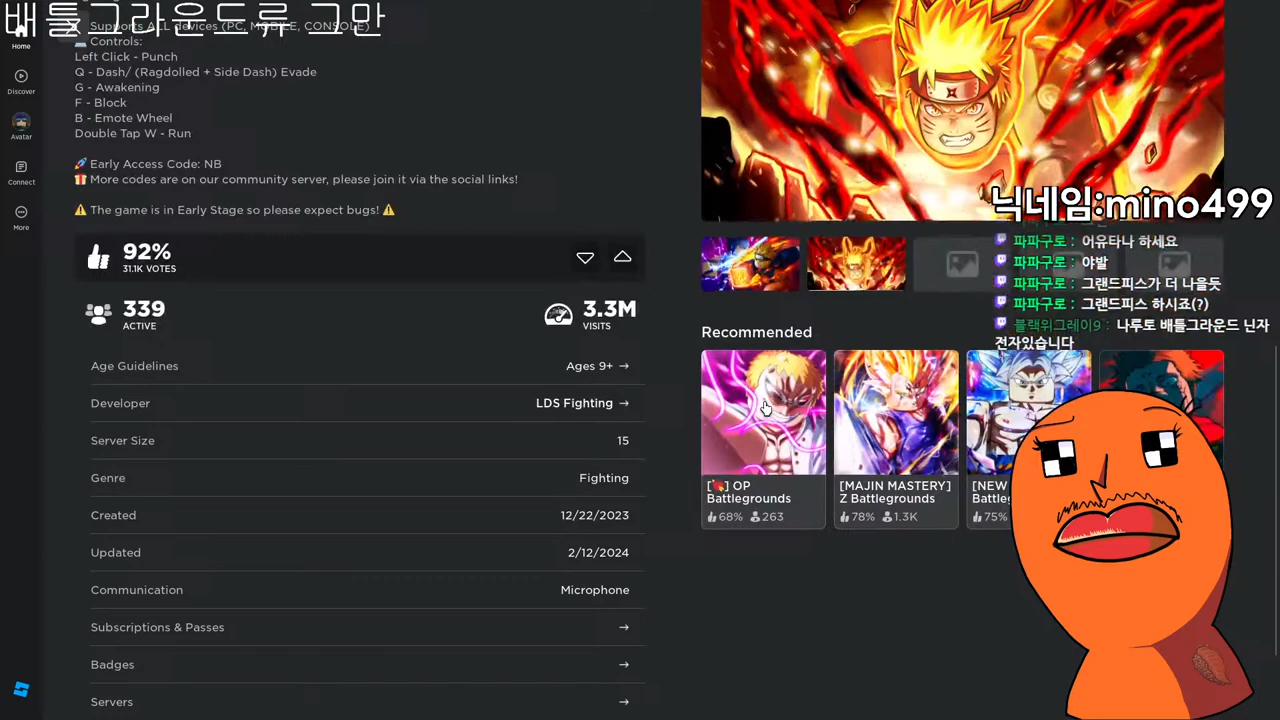 배틀그라운드류 그만
Supports ALL devices (PC, MOBILE, CONSOLE)
Controls:
Left Click - Punch
Q - Dash/ (Ragdolled + Side Dash) Evade
G - Awakening
F - Block
B - Emote Wheel
Double Tap W - Run
🚀 Early Access Code: NB
🎁 More codes are on our community server, please join it via the social links!
⚠️ The game is in Early Stage so please expect bugs! ⚠️
Home
Discover
Avatar
Connect
More
92%
31.1K VOTES
339
ACTIVE
3.3M
VISITS
Age Guidelines Ages 9+ →
Developer LDS Fighting →
Server Size 15
Genre Fighting
Created 12/22/2023
Updated 2/12/2024
Communication Microphone
Subscriptions & Passes →
Badges →
Servers →
닉네임:mino499
파파구로 : 어유타나 하세요
파파구로 : 야발
파파구로 : 그랜드피스가 더 나을듯
파파구로 : 그랜드피스 하시죠(?)
블랙위그레이9 : 나루토 배틀그라운드 닌자
전자있습니다
Recommended
[] OP
Battlegrounds
68% 263
[MAJIN MASTERY]
Z Battlegrounds
78% 1.3K
[NEW
Battle
75%